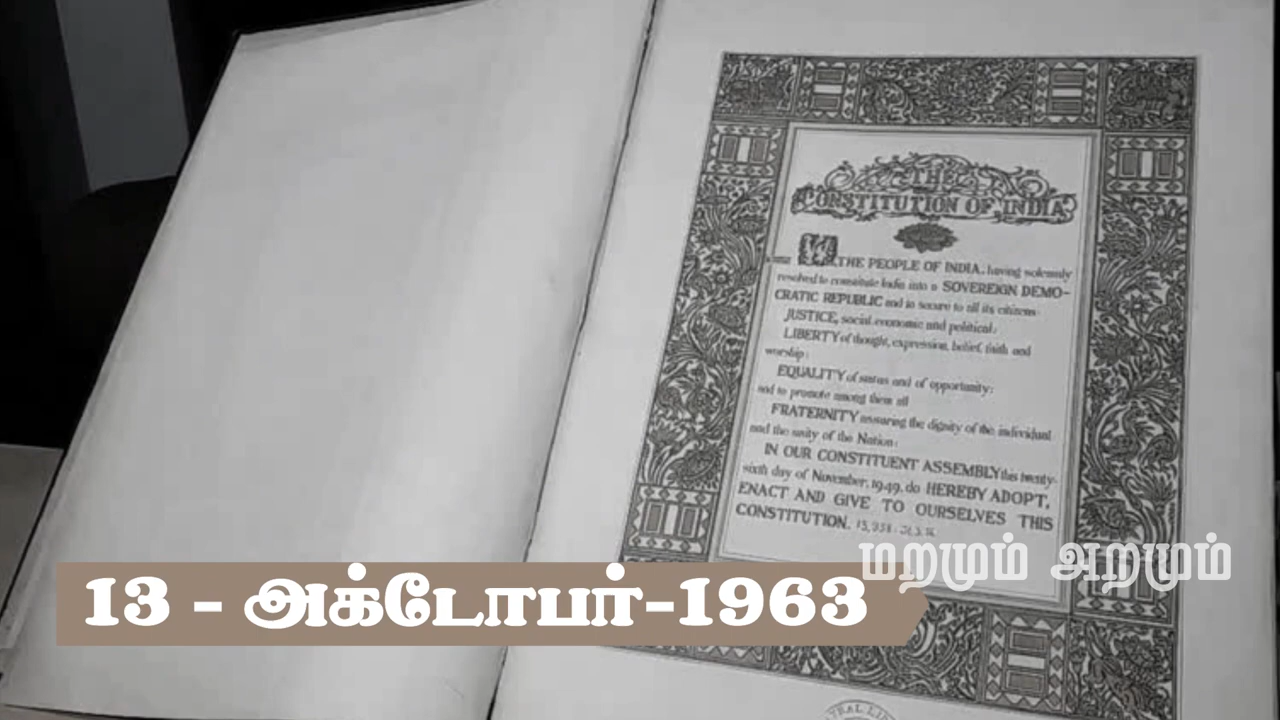 THE
CONSTITUTION OF INDIA
WE, THE PEOPLE OF INDIA, having solemnly
resolved to constitute India into a SOVEREIGN DEMO-
CRATIC REPUBLIC and to secure to all its citizens
JUSTICE, social, economic and political;
LIBERTY of thought, expression, belief, faith and
worship;
EQUALITY of status and of opportunity;
and to promote among them all
FRATERNITY assuring the dignity of the individual
and the unity of the Nation;
IN OUR CONSTITUENT ASSEMBLY this twenty-
sixth day of November, 1949, do HEREBY ADOPT,
ENACT AND GIVE TO OURSELVES THIS
CONSTITUTION.
மறமும் அறமும்
13 - அக்டோபர்-1963